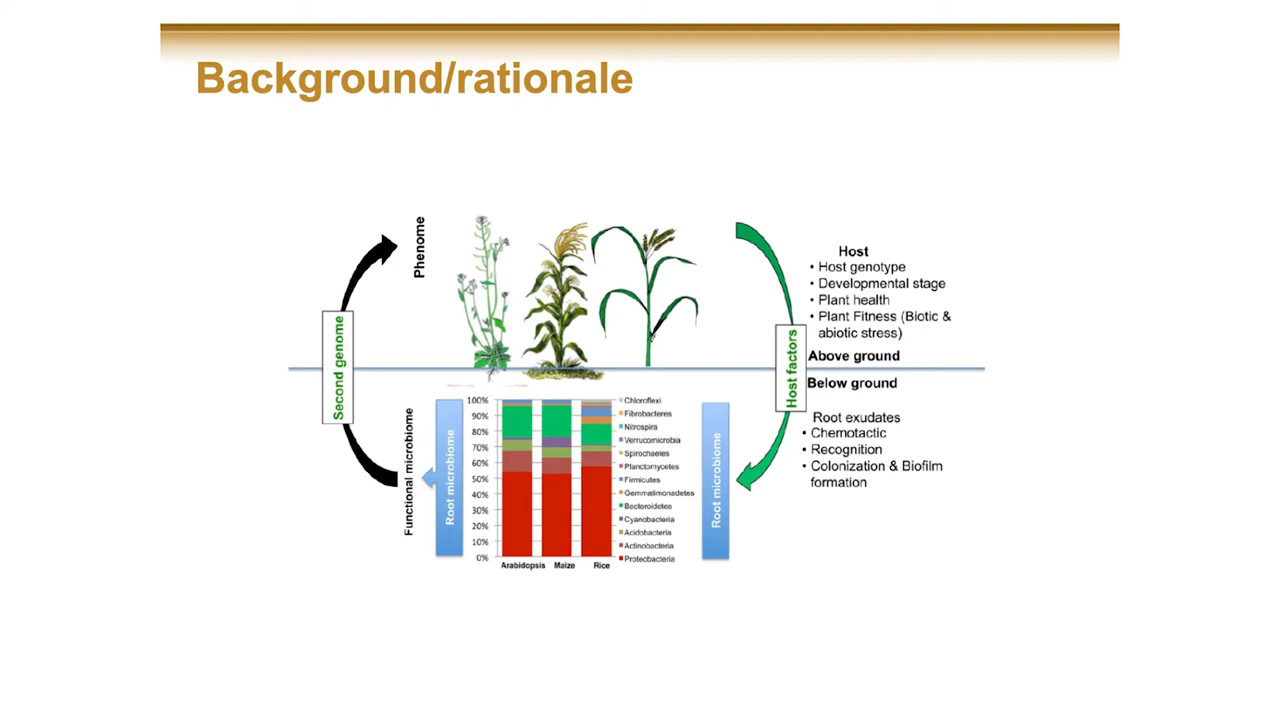 Background/rationale
Phenome
Second genome
Functional microbiome
Host
• Host genotype
• Developmental stage
• Plant health
• Plant Fitness (Biotic &
abiotic stress)
Host factors
Above ground
Below ground
Root exudates
• Chemotactic
• Recognition
• Colonization & Biofilm
formation
Root microbiome
100%
90%
80%
70%
60%
50%
40%
30%
20%
10%
0%
Arabidopsis Maize Rice
Chloroflexi
Fibrobacteres
Nitrospira
Verrucomicrobia
Spirochaetes
Planctomycetes
Firmicutes
Gemmatimonadetes
Bacteroidetes
Cyanobacteria
Acidobacteria
Actinobacteria
Proteobacteria
Root microbiome